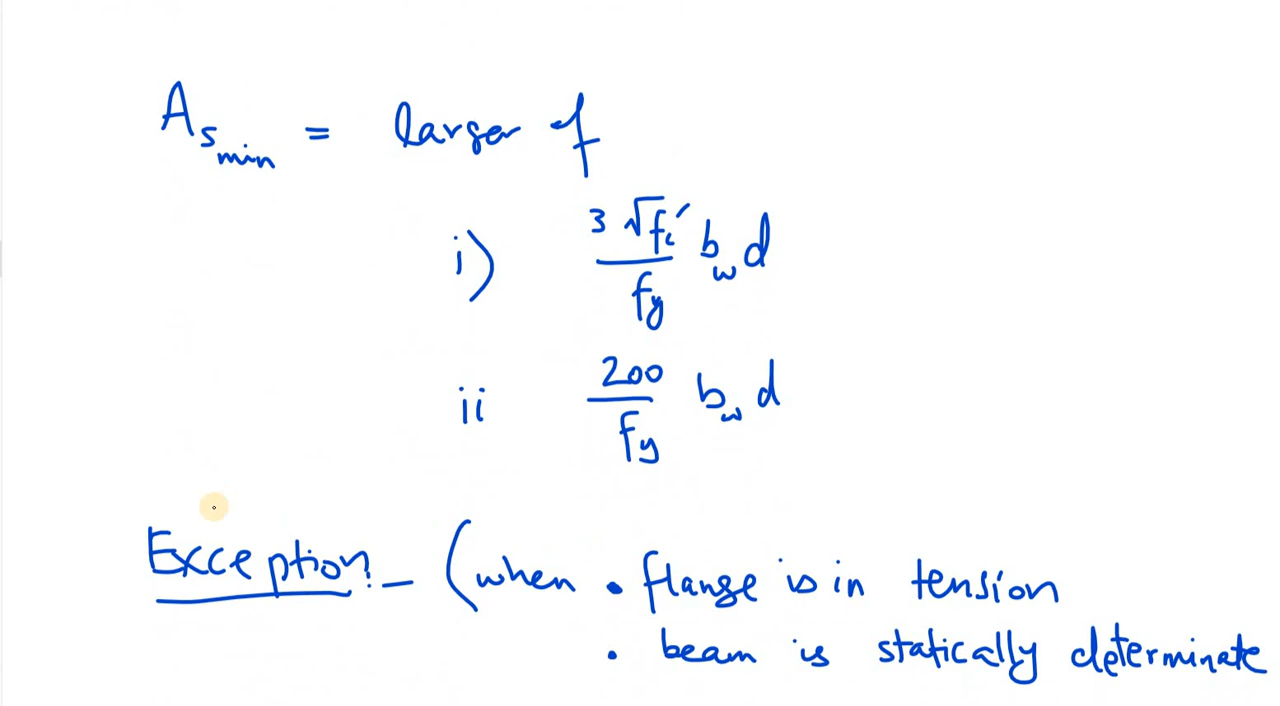 As min = larger of
i) 3 √fc′ / fy bw d
ii 200 / fy bw d
Exception:- (when • flange is in tension
• beam is statically determinate